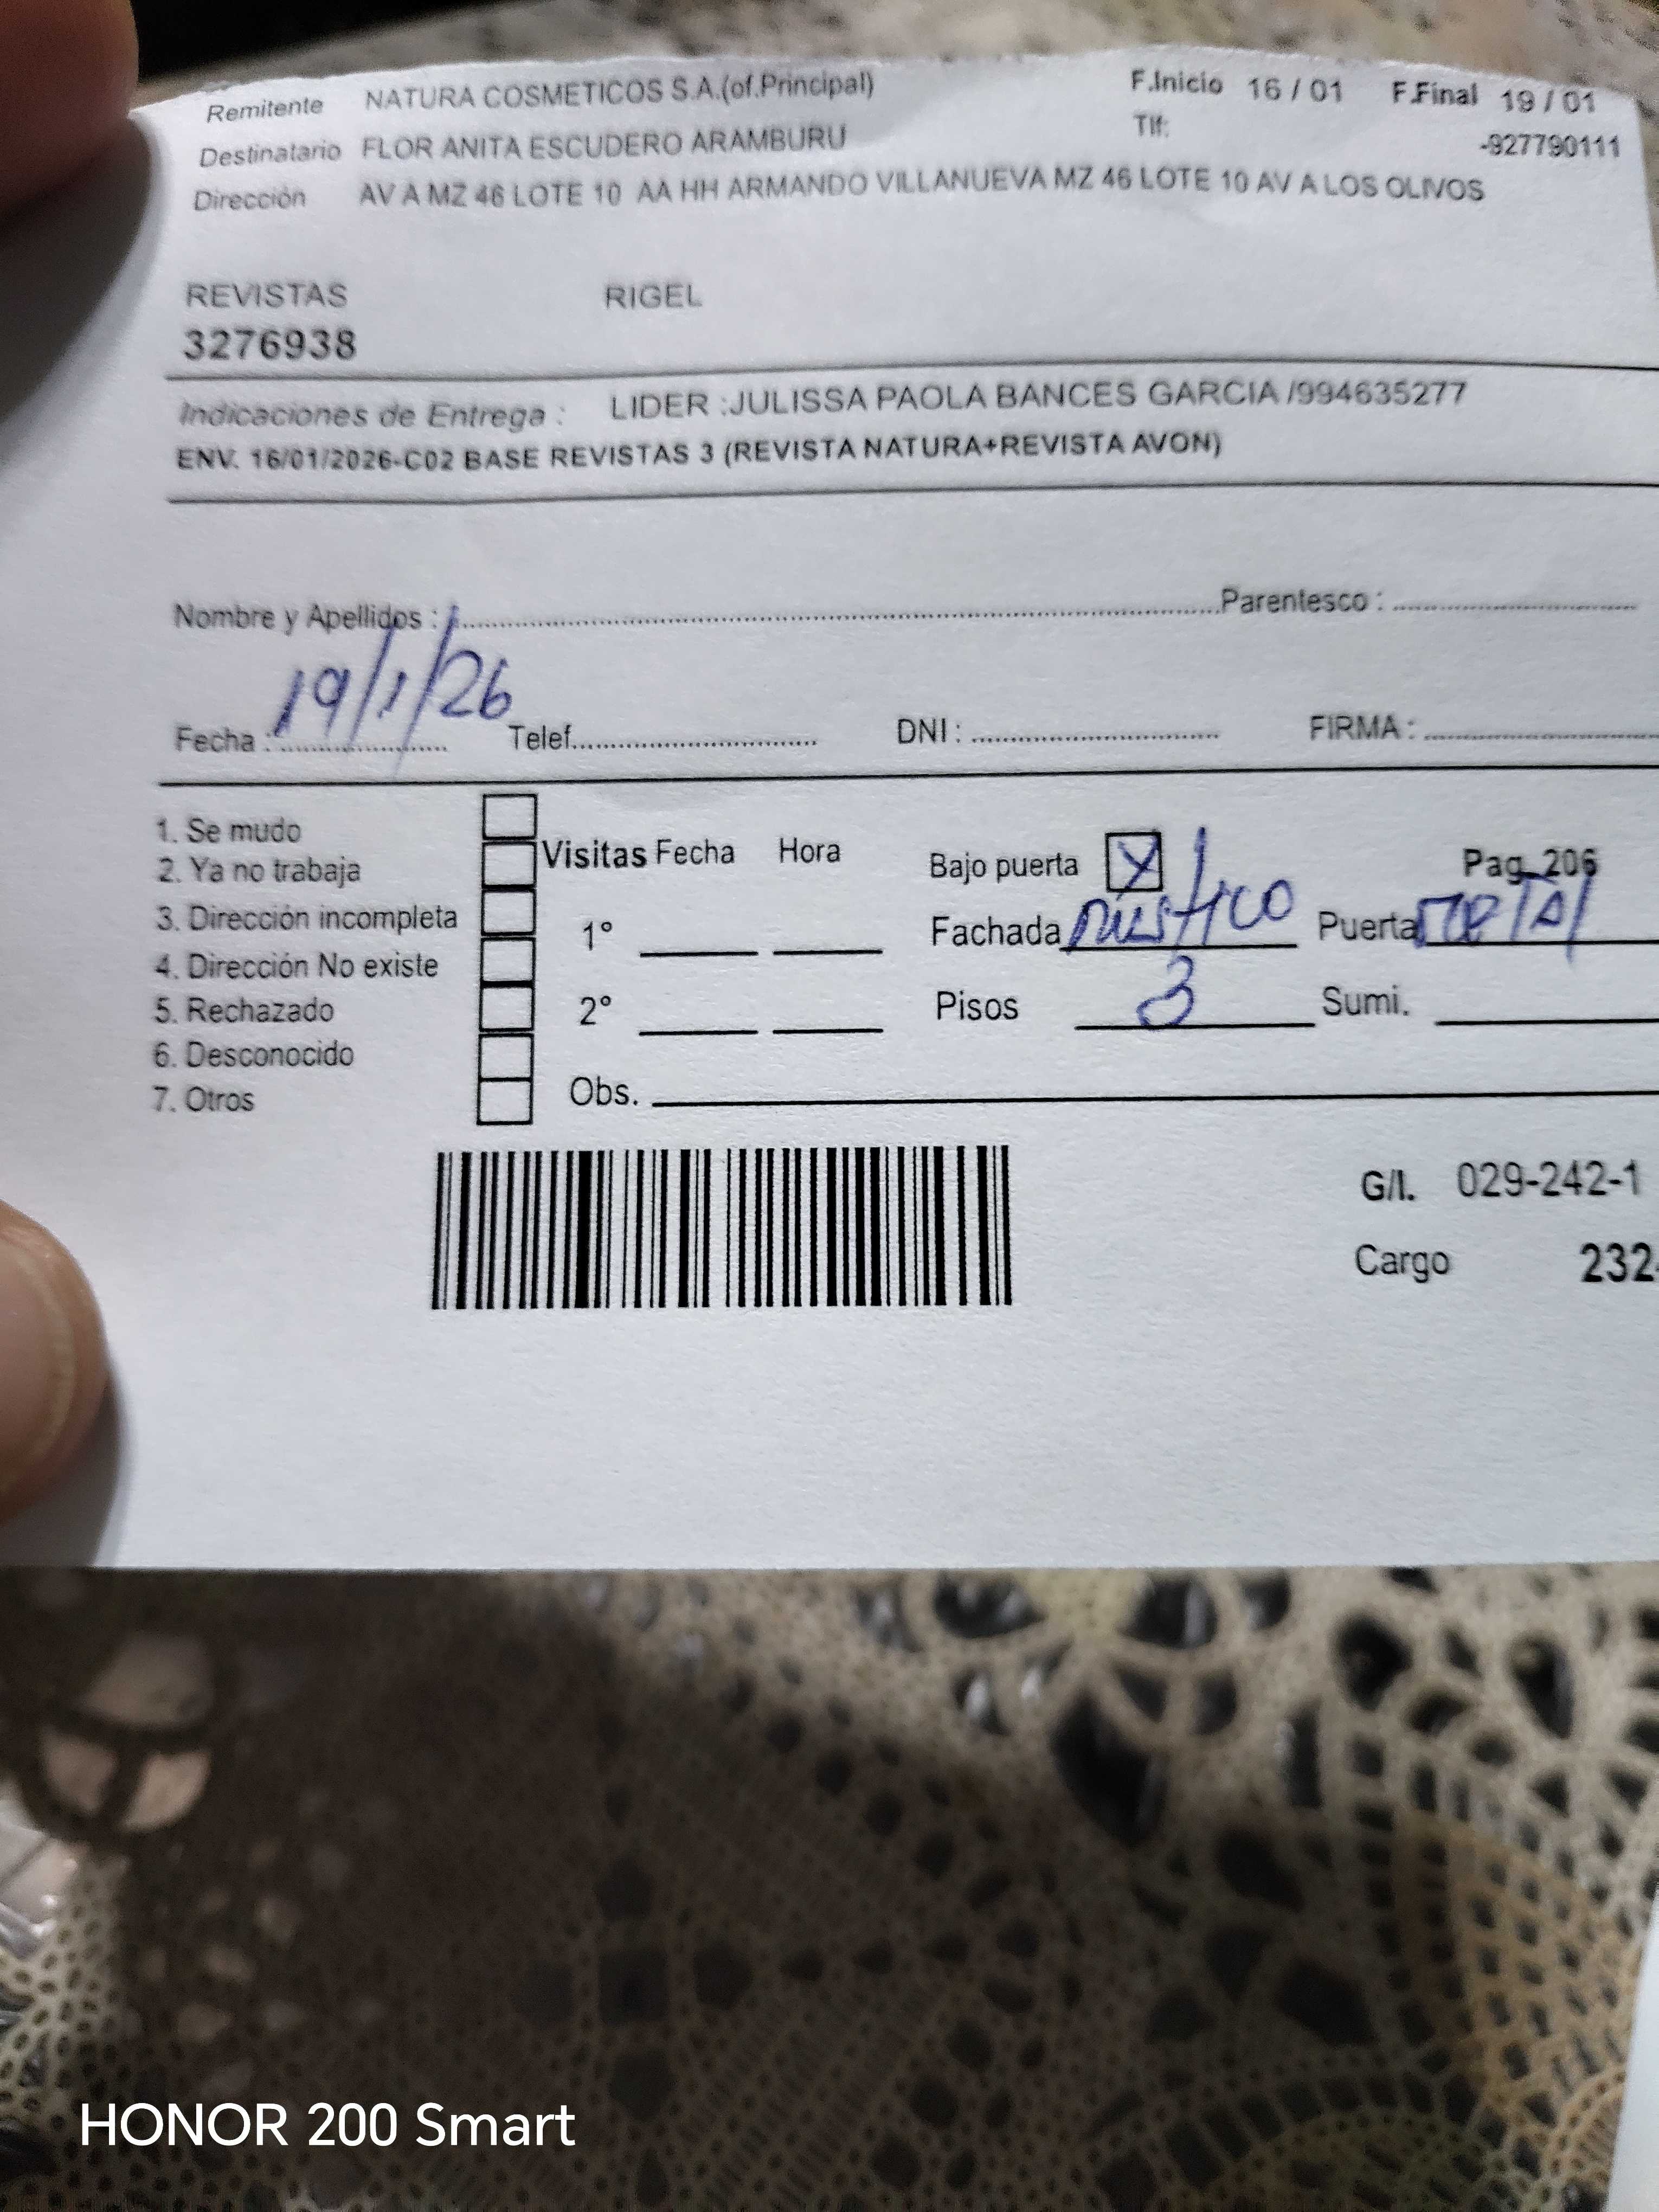 Remitente NATURA COSMETICOS S.A.(of.Principal) F.Inicio 16 / 01 F.Final 19 / 01
Destinatario FLOR ANITA ESCUDERO ARAMBURU Tlf: -927790111
Dirección AV A MZ 46 LOTE 10 AA HH ARMANDO VILLANUEVA MZ 46 LOTE 10 AV A LOS OLIVOS
REVISTAS RIGEL
3276938
Indicaciones de Entrega : LIDER :JULISSA PAOLA BANCES GARCIA /994635277
ENV. 16/01/2026-C02 BASE REVISTAS 3 (REVISTA NATURA+REVISTA AVON)
Nombre y Apellidos : Parentesco :
Fecha : 19/1/26 Telef. DNI : FIRMA :
1. Se mudo
2. Ya no trabaja
3. Dirección incompleta
4. Dirección No existe
5. Rechazado
6. Desconocido
7. Otros
Visitas Fecha Hora
1°
2°
Obs.
Bajo puerta X Pag. 206
Fachada rustico Puerta metal
Pisos 3 Sumi.
G/I. 029-242-1
Cargo 232
HONOR 200 Smart